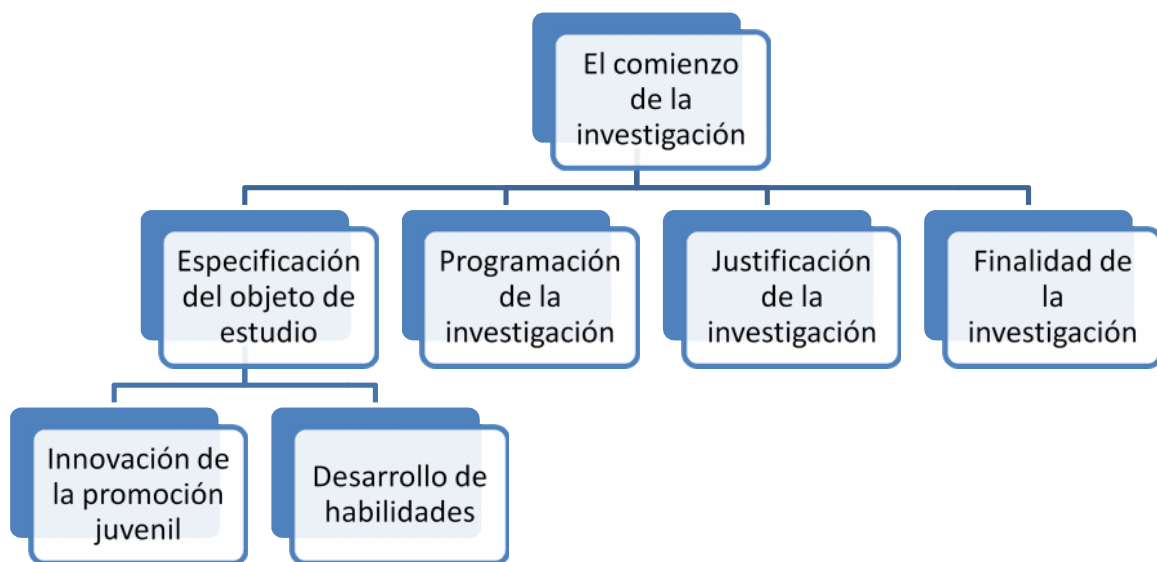 El comienzo
de la
investigación
Especificación
del objeto de
estudio
Programación
de la
investigación
Justificación
de la
investigación
Finalidad de
la
investigación
Innovación de
la promoción
juvenil
Desarrollo de
habilidades